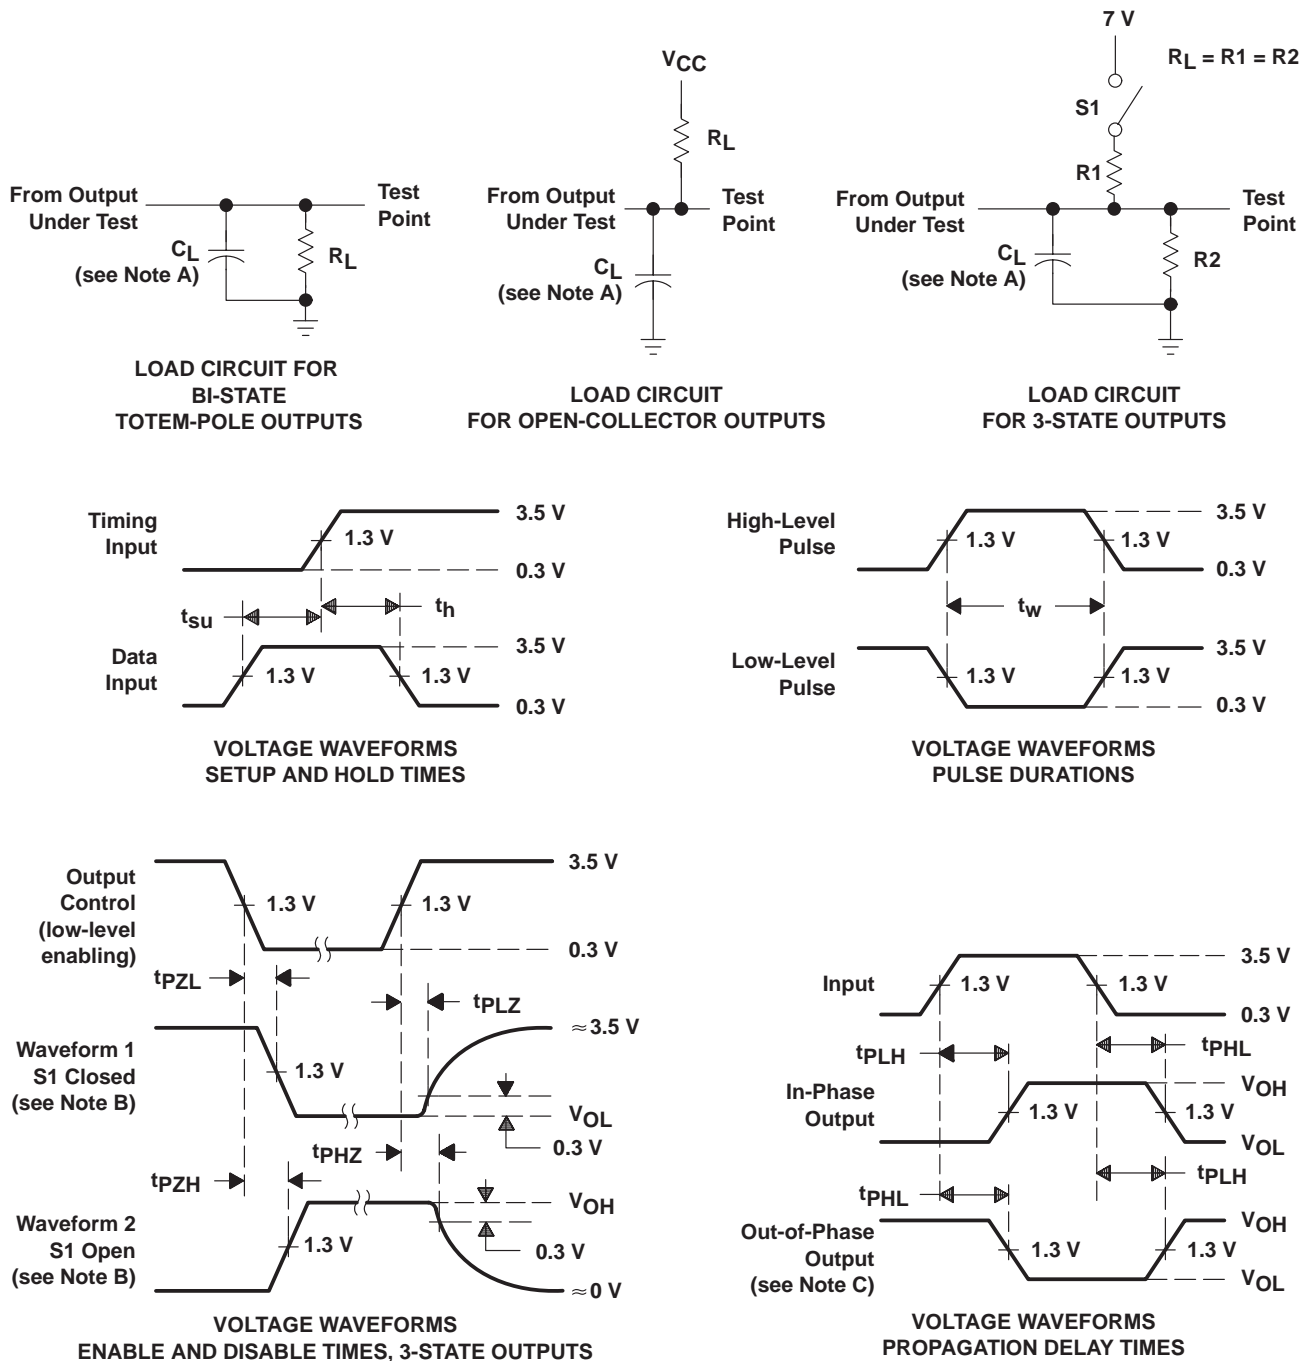 7 V
RL = R1 = R2
VCC
S1
RL
R1
From Output
Under Test
Test
Point
CL
(see Note A)
RL
From Output
Under Test
Test
Point
CL
(see Note A)
From Output
Under Test
Test
Point
CL
(see Note A)
R2
LOAD CIRCUIT FOR
BI-STATE
TOTEM-POLE OUTPUTS
LOAD CIRCUIT
FOR OPEN-COLLECTOR OUTPUTS
LOAD CIRCUIT
FOR 3-STATE OUTPUTS
Timing
Input
1.3 V
3.5 V
0.3 V
tsu
th
Data
Input
1.3 V
1.3 V
3.5 V
0.3 V
VOLTAGE WAVEFORMS
SETUP AND HOLD TIMES
High-Level
Pulse
1.3 V
1.3 V
3.5 V
0.3 V
tw
Low-Level
Pulse
1.3 V
1.3 V
3.5 V
0.3 V
VOLTAGE WAVEFORMS
PULSE DURATIONS
Output
Control
(low-level
enabling)
1.3 V
1.3 V
3.5 V
0.3 V
tPZL
tPLZ
Waveform 1
S1 Closed
(see Note B)
1.3 V
≈3.5 V
VOL
0.3 V
tPHZ
tPZH
Waveform 2
S1 Open
(see Note B)
1.3 V
VOH
0.3 V
≈0 V
VOLTAGE WAVEFORMS
ENABLE AND DISABLE TIMES, 3-STATE OUTPUTS
Input
1.3 V
1.3 V
3.5 V
0.3 V
tPLH
tPHL
In-Phase
Output
1.3 V
1.3 V
VOH
VOL
tPHL
tPLH
Out-of-Phase
Output
(see Note C)
1.3 V
1.3 V
VOH
VOL
VOLTAGE WAVEFORMS
PROPAGATION DELAY TIMES